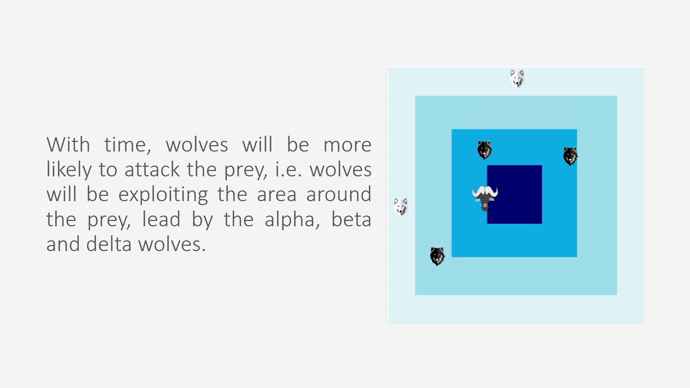 With time, wolves will be more
likely to attack the prey, i.e. wolves
will be exploiting the area around
the prey, lead by the alpha, beta
and delta wolves.